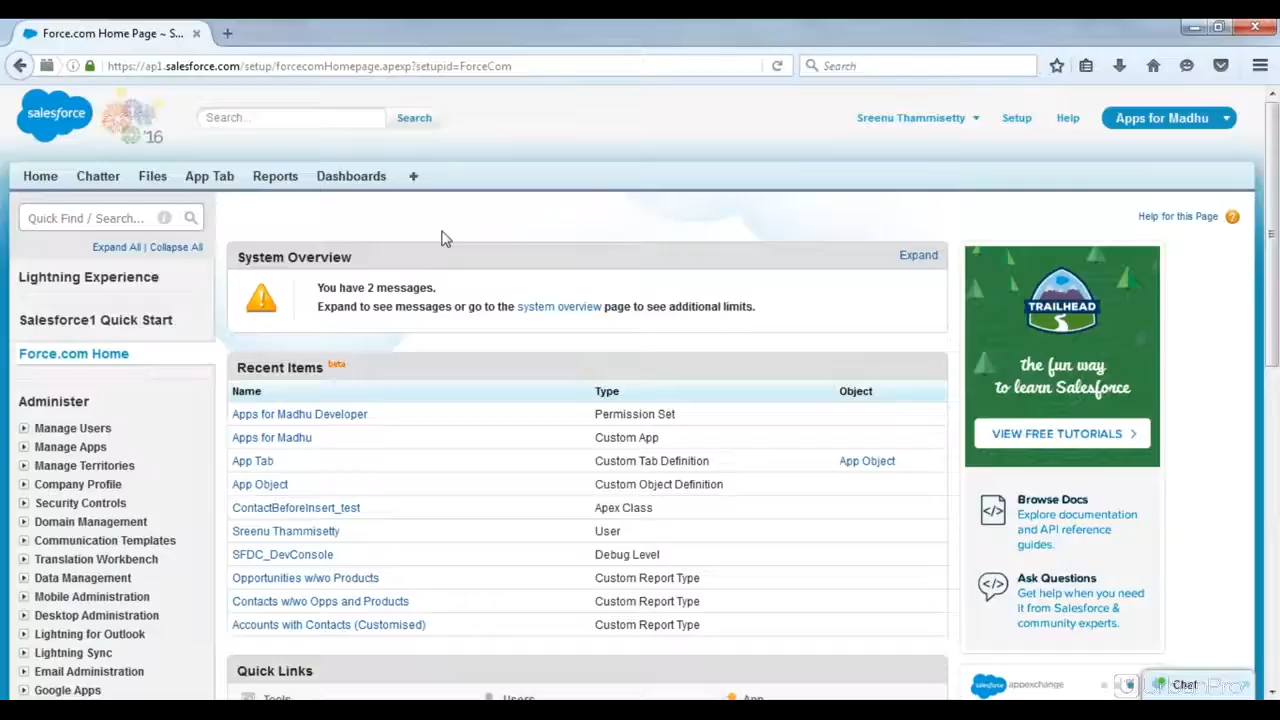 Force.com Home Page ~ S...
https://ap1.salesforce.com/setup/forcecomHomepage.apexp?setupid=ForceCom
Search
salesforce
'16
Search...
Search
Sreenu Thammisetty
Setup
Help
Apps for Madhu
Home
Chatter
Files
App Tab
Reports
Dashboards
+
Quick Find / Search...
Expand All | Collapse All
Lightning Experience
Salesforce1 Quick Start
Force.com Home
Administer
Manage Users
Manage Apps
Manage Territories
Company Profile
Security Controls
Domain Management
Communication Templates
Translation Workbench
Data Management
Mobile Administration
Desktop Administration
Lightning for Outlook
Lightning Sync
Email Administration
Google Apps
Help for this Page
System Overview
Expand
You have 2 messages.
Expand to see messages or go to the system overview page to see additional limits.
Recent Items beta
Name Type Object
Apps for Madhu Developer Permission Set
Apps for Madhu Custom App
App Tab Custom Tab Definition App Object
App Object Custom Object Definition
ContactBeforeInsert_test Apex Class
Sreenu Thammisetty User
SFDC_DevConsole Debug Level
Opportunities w/wo Products Custom Report Type
Contacts w/wo Opps and Products Custom Report Type
Accounts with Contacts (Customised) Custom Report Type
Quick Links
Tools Users App
TRAILHEAD
the fun way
to learn Salesforce
VIEW FREE TUTORIALS
Browse Docs
Explore documentation
and API reference
guides.
Ask Questions
Get help when you need
it from Salesforce &
community experts.
salesforce appexchange
Chat
UrbanPro